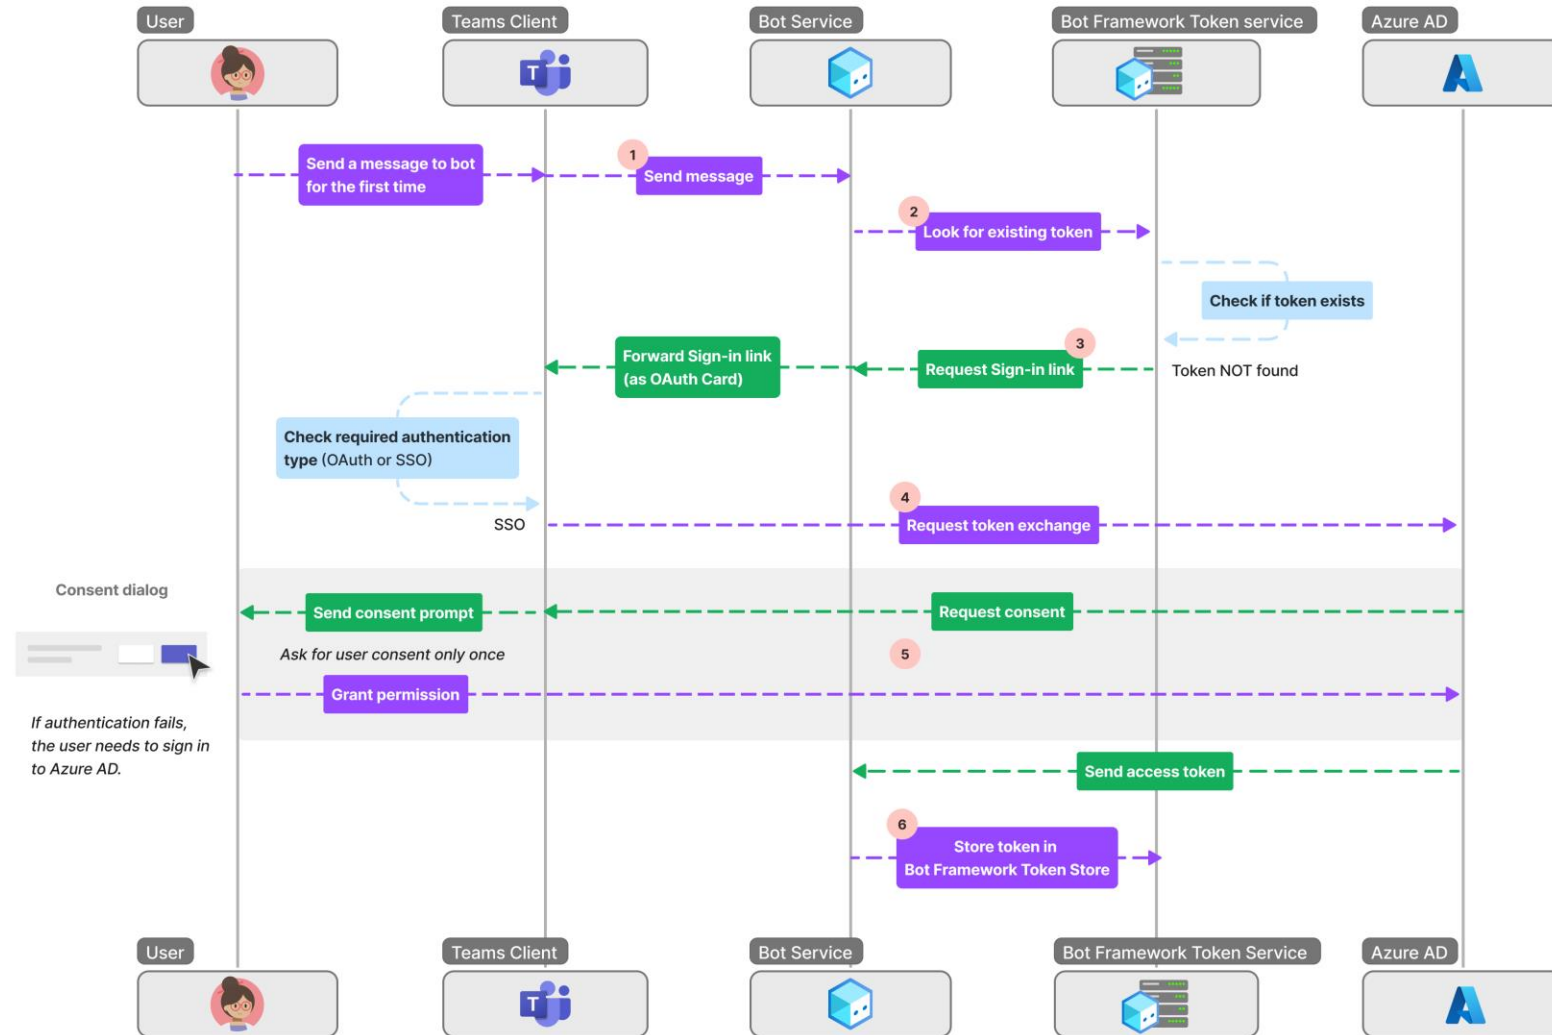 User
Teams Client
Bot Service
Bot Framework Token service
Azure AD
T
Send a message to bot
for the first time
1
Send message
2
Look for existing token
Check if token exists
3
Forward Sign-in link
(as OAuth Card)
Request Sign-in link
Token NOT found
Check required authentication
type (OAuth or SSO)
4
SSO
Request token exchange
Consent dialog
Send consent prompt
Request consent
Ask for user consent only once
5
Grant permission
If authentication fails,
the user needs to sign in
to Azure AD.
Send access token
6
Store token in
Bot Framework Token Store
User
Teams Client
Bot Service
Bot Framework Token Service
Azure AD
T